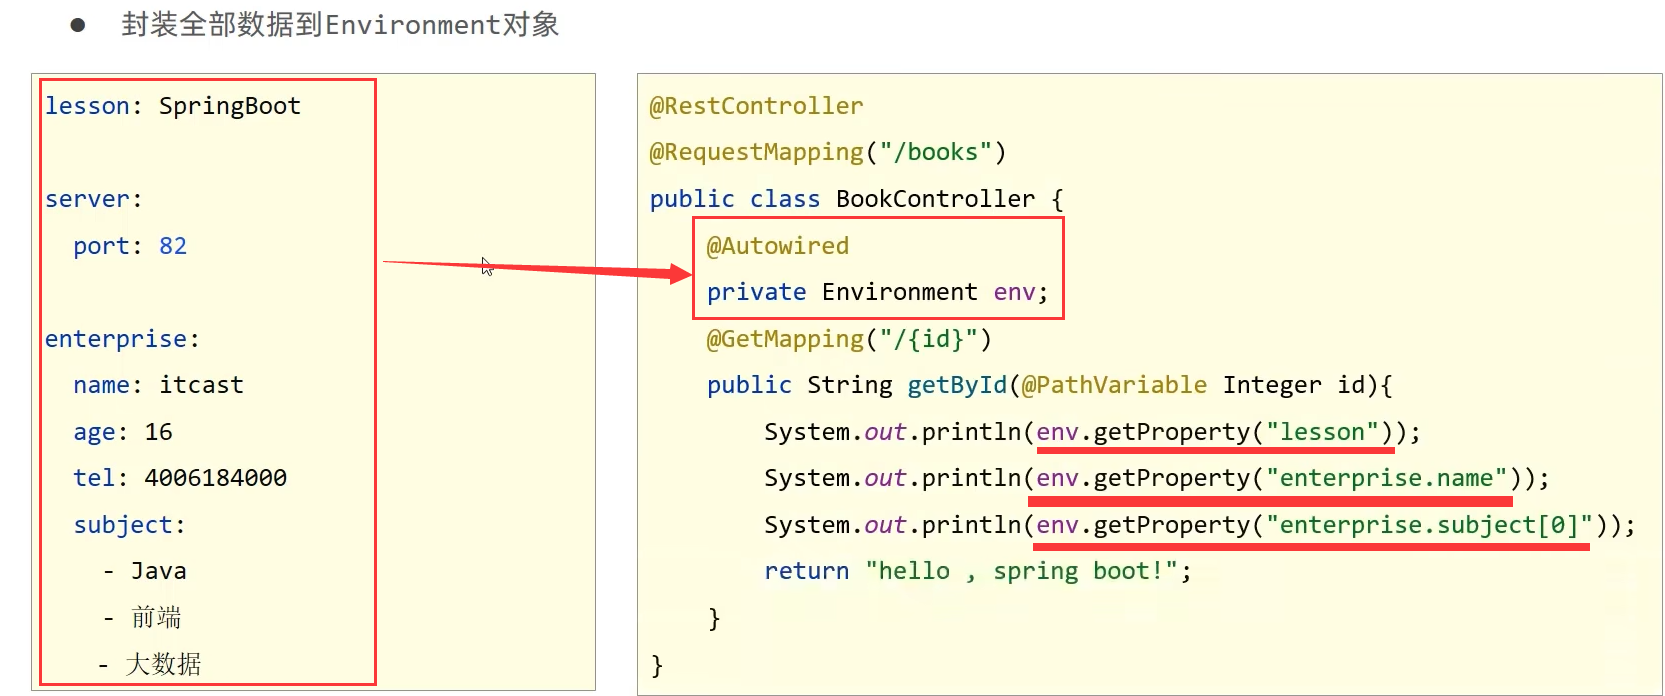 ● 封装全部数据到Environment对象
lesson: SpringBoot
server:
  port: 82
enterprise:
  name: itcast
  age: 16
  tel: 4006184000
  subject:
    - Java
    - 前端
    - 大数据
@RestController
@RequestMapping("/books")
public class BookController {
    @Autowired
    private Environment env;
    @GetMapping("/{id}")
    public String getById(@PathVariable Integer id){
        System.out.println(env.getProperty("lesson"));
        System.out.println(env.getProperty("enterprise.name"));
        System.out.println(env.getProperty("enterprise.subject[0]"));
        return "hello , spring boot!";
    }
}